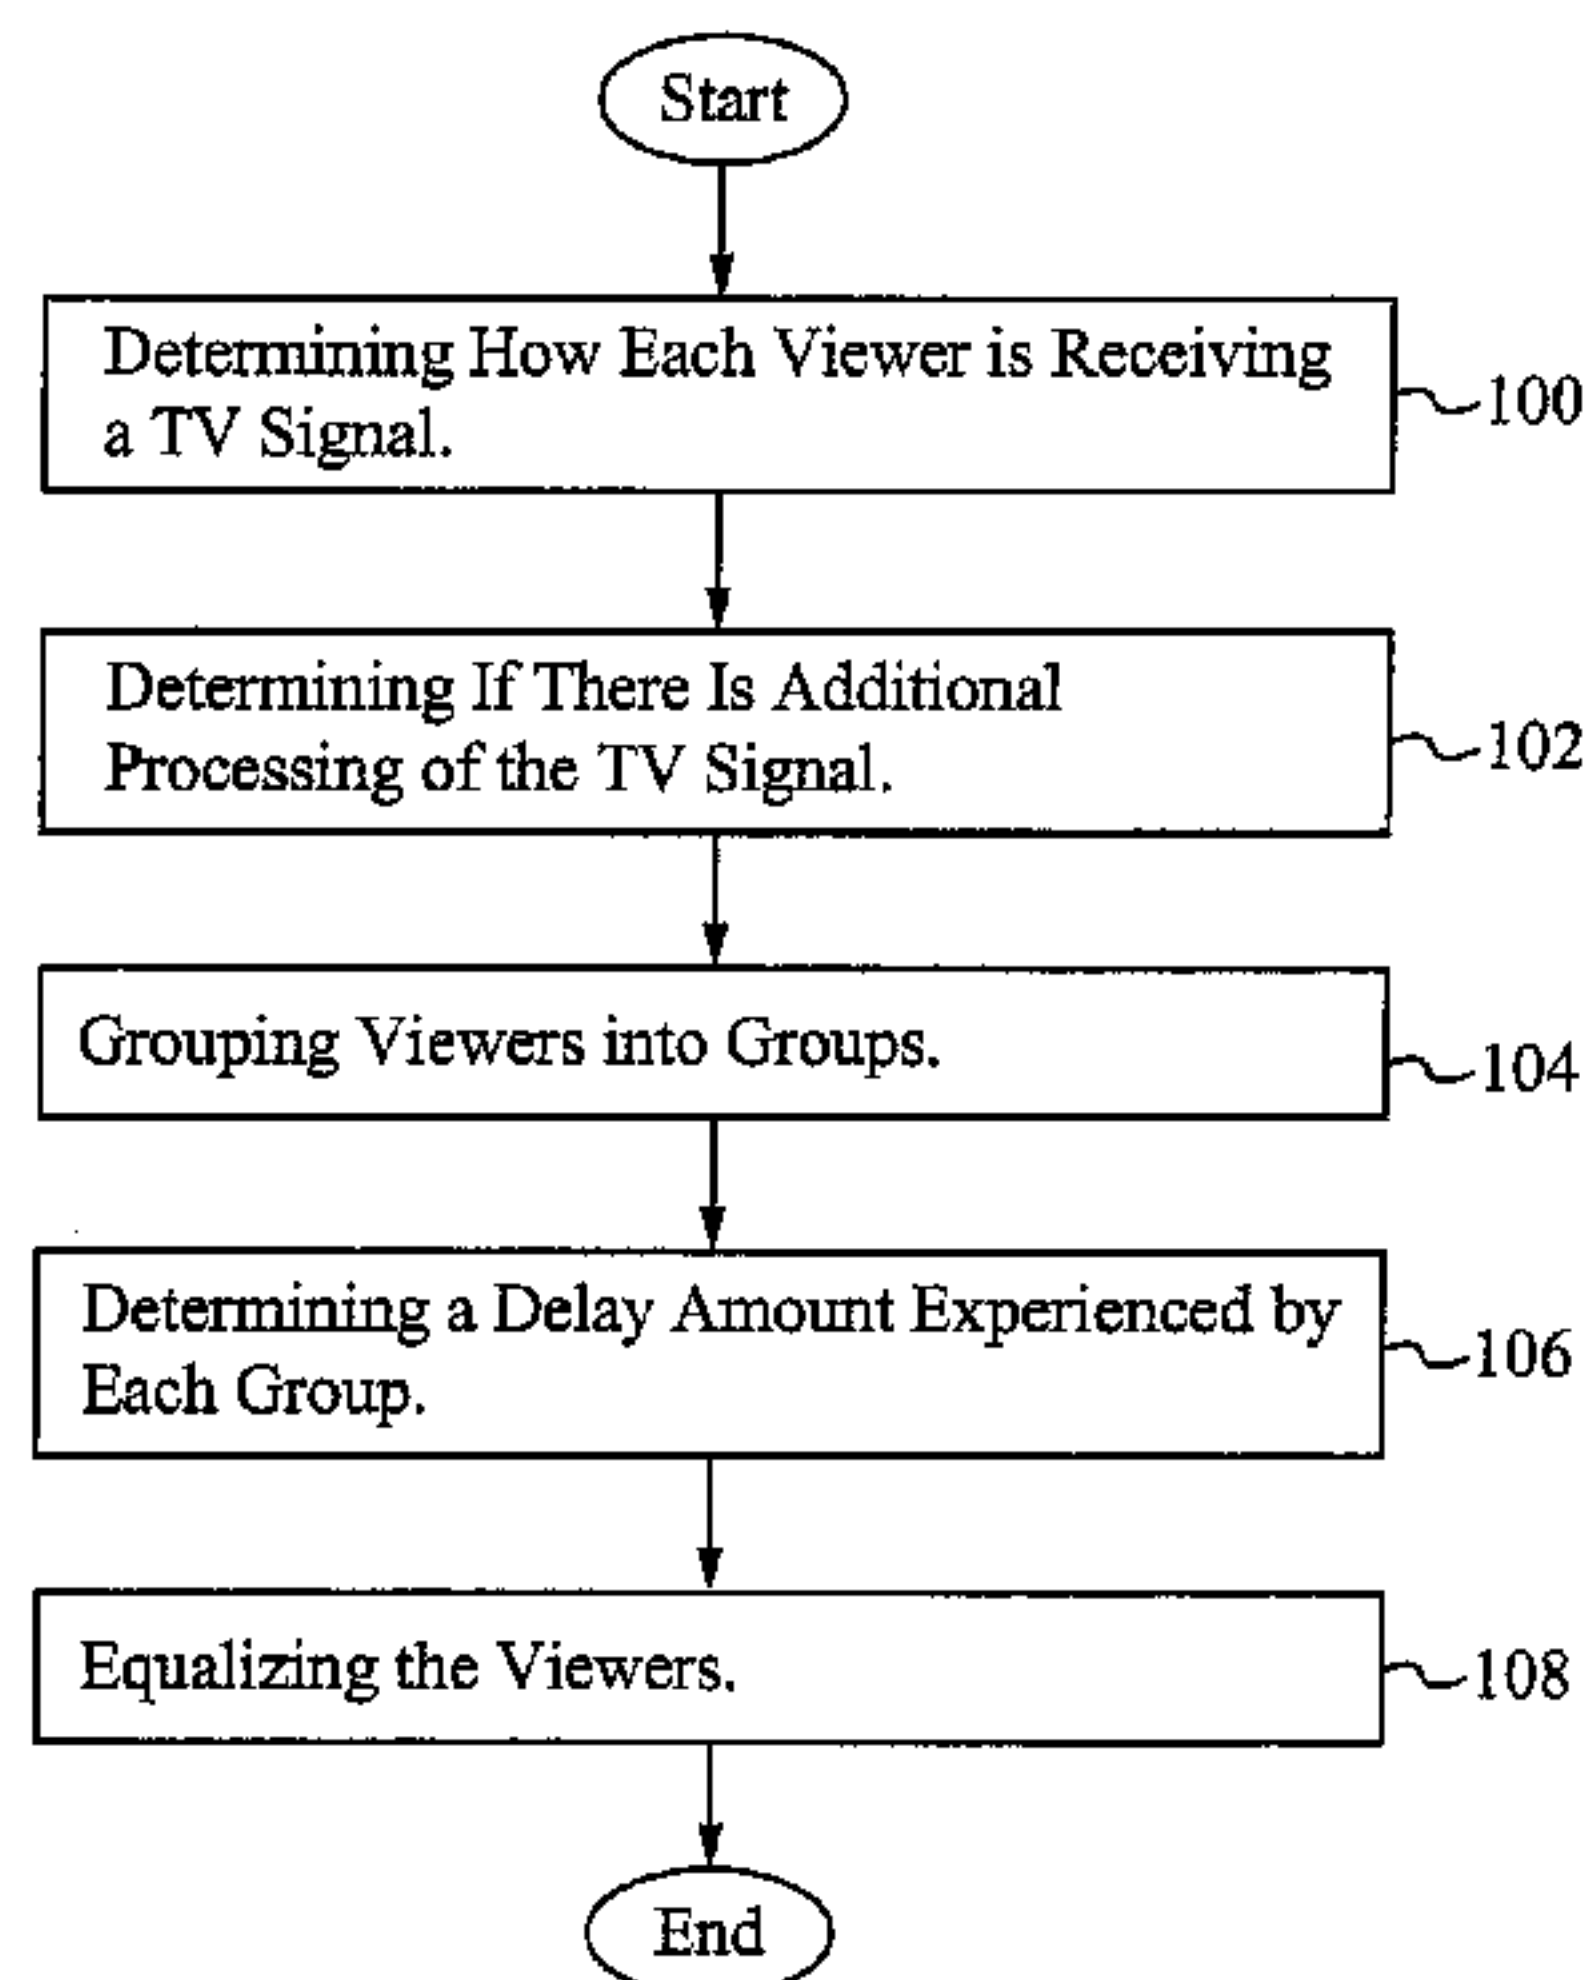 Start
Determining How Each Viewer is Receiving
a TV Signal.
100
Determining If There Is Additional
Processing of the TV Signal.
102
Grouping Viewers into Groups.
104
Determining a Delay Amount Experienced by
Each Group.
106
Equalizing the Viewers.
108
End